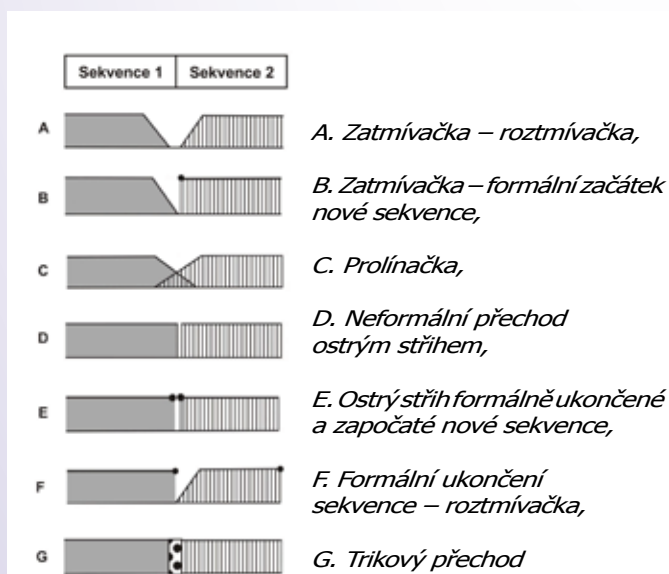 Sekvence 1 Sekvence 2
A
A. Zatmívačka – roztmívačka,
B
B. Zatmívačka – formální začátek
nové sekvence,
C
C. Prolínačka,
D
D. Neformální přechod
ostrým střihem,
E
E. Ostrý střih formálně ukončené
a započaté nové sekvence,
F
F. Formální ukončení
sekvence – roztmívačka,
G
G. Trikový přechod